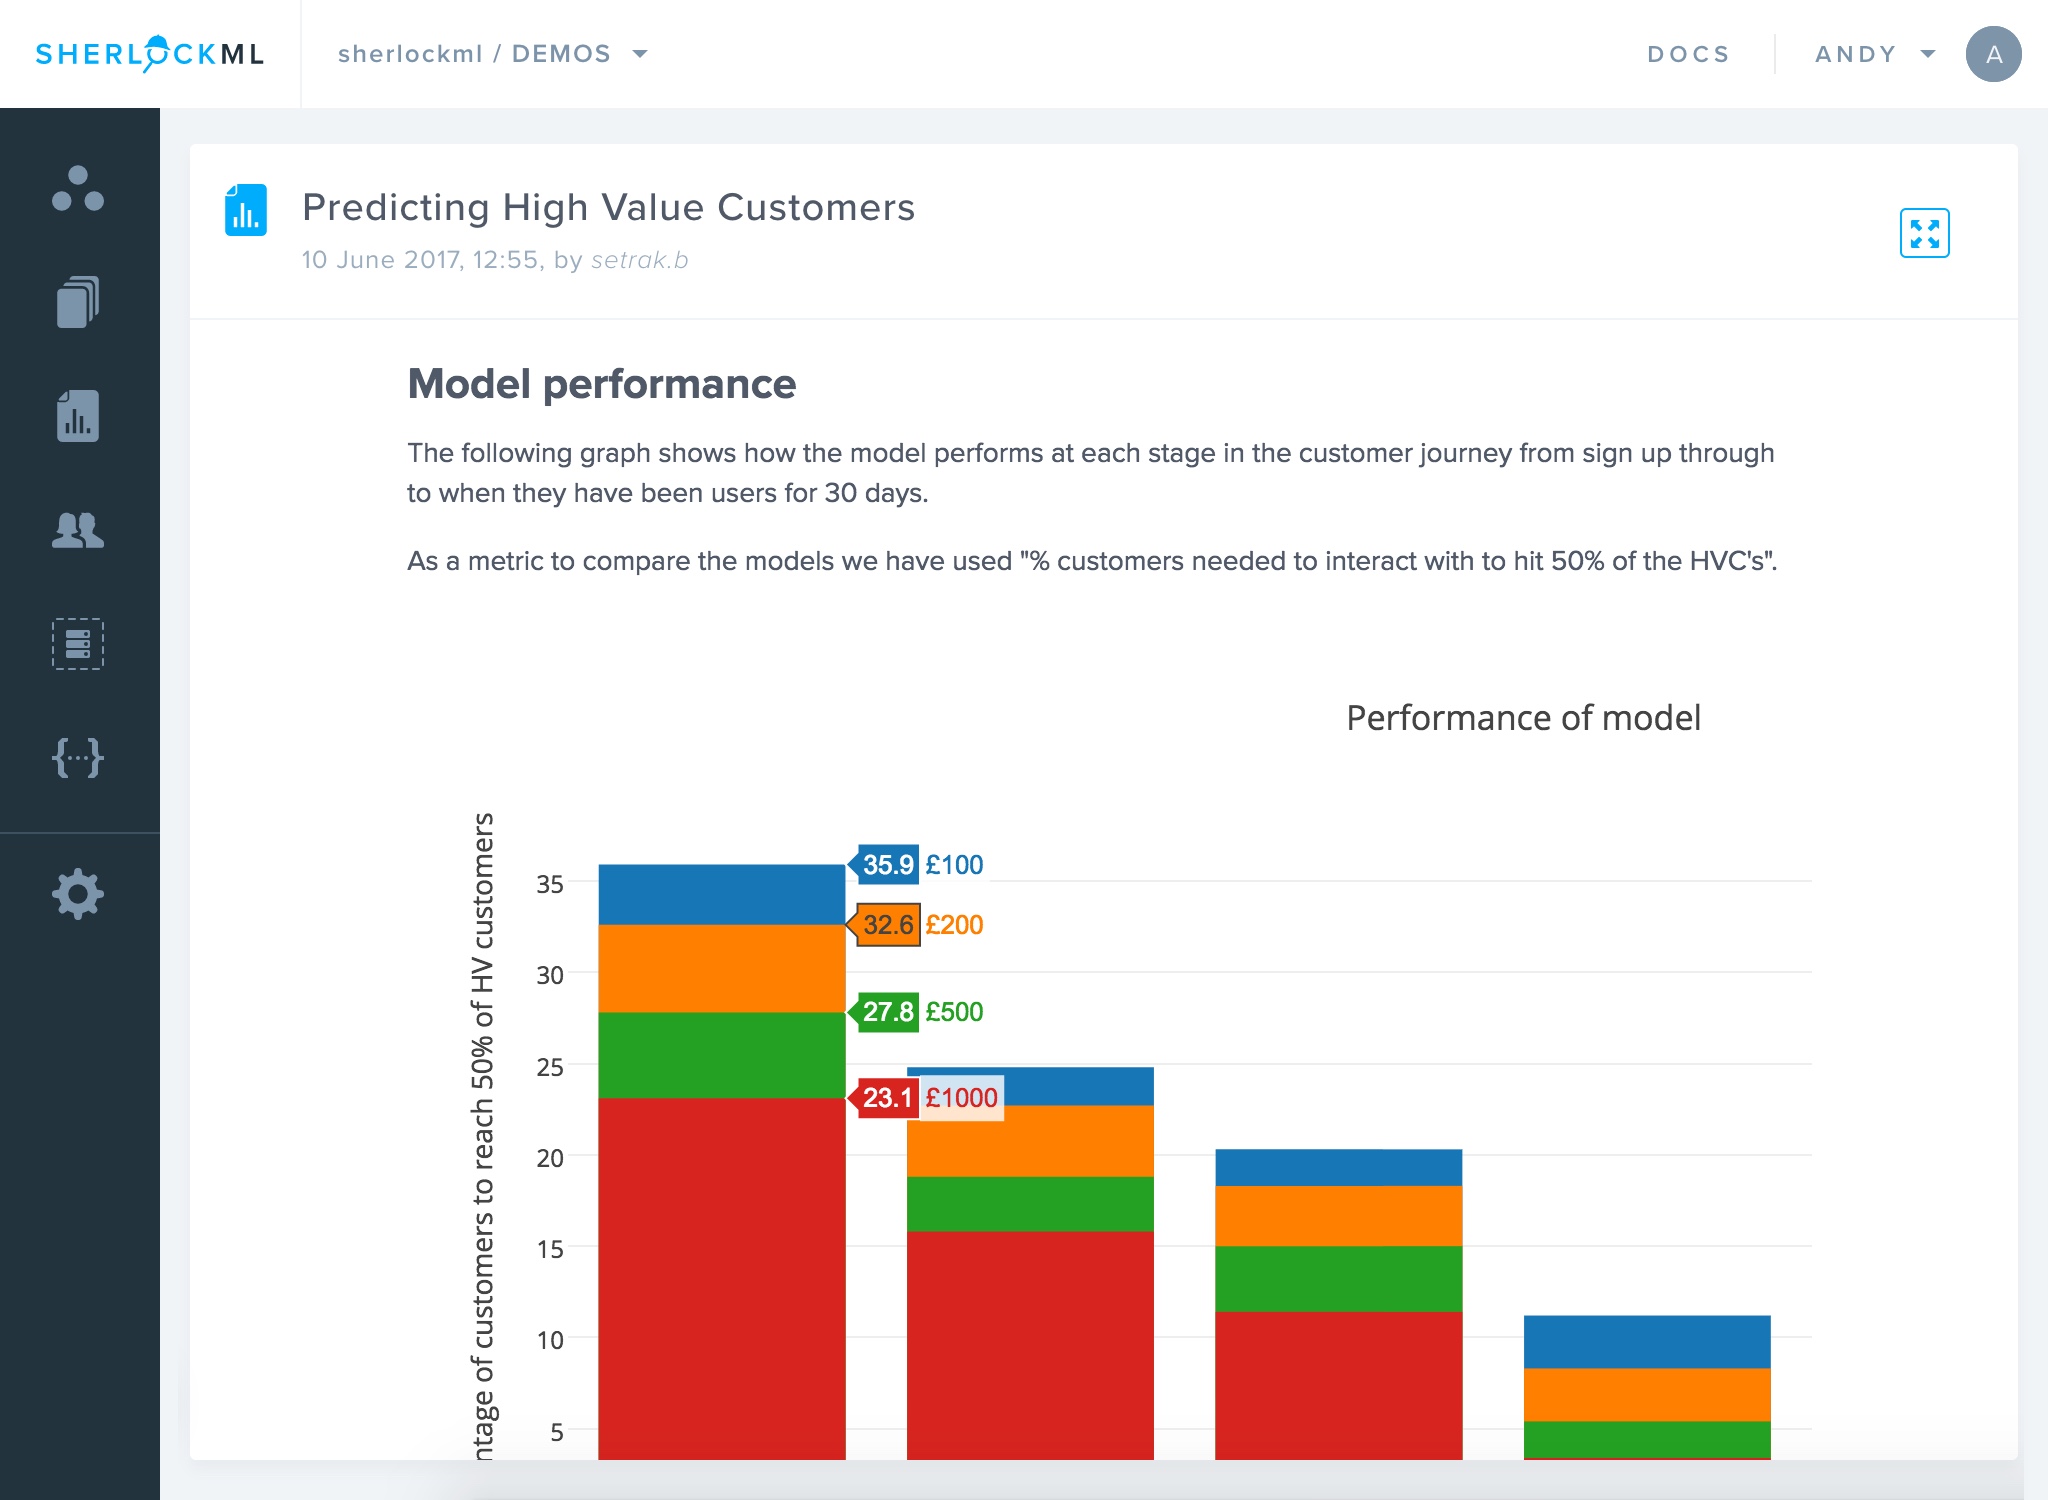 SHERLOCKML
sherlockml / DEMOS
DOCS
ANDY
A
Predicting High Value Customers
10 June 2017, 12:55, by setrak.b
Model performance
The following graph shows how the model performs at each stage in the customer journey from sign up through
to when they have been users for 30 days.
As a metric to compare the models we have used "% customers needed to interact with to hit 50% of the HVC's".
Performance of model
ntage of customers to reach 50% of HV customers
35
30
25
20
15
10
5
35.9 £100
32.6 £200
27.8 £500
23.1 £1000